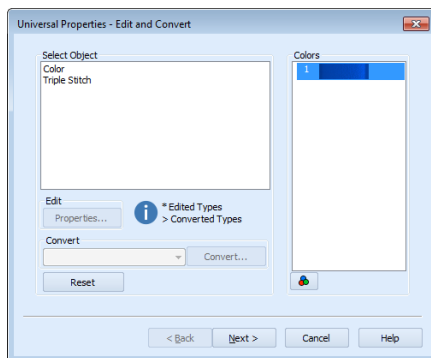 Universal Properties - Edit and Convert
Select Object
Color
Triple Stitch
Colors
1
Edit
Properties...
* Edited Types
> Converted Types
Convert
Convert...
Reset
< Back
Next >
Cancel
Help